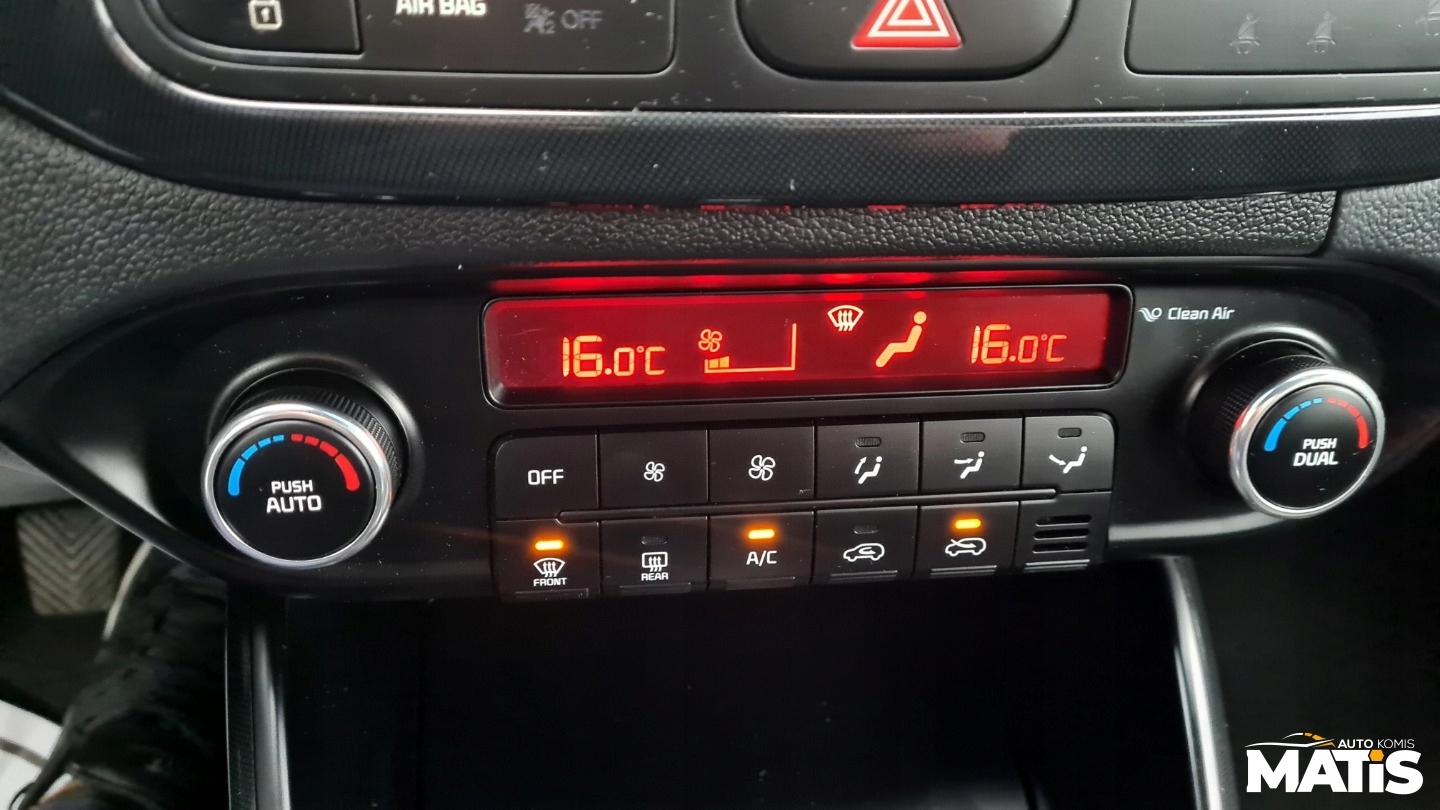 AIR BAG
OFF
16.0°C
16.0°C
Clean Air
PUSH
AUTO
OFF
PUSH
DUAL
FRONT
REAR
A/C
AUTO KOMIS
MATiS